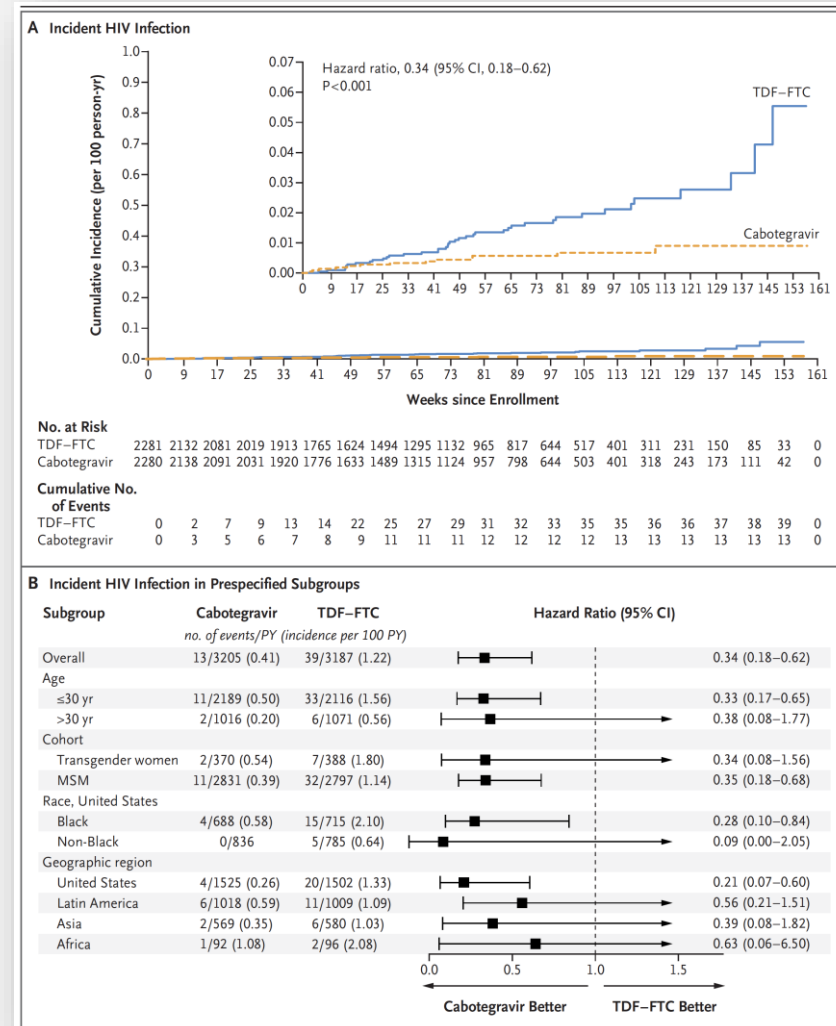 A Incident HIV Infection
1.0
0.9
0.8
0.7
0.6
0.5
0.4
0.3
0.2
0.1
0.0
Cumulative Incidence (per 100 person-yr)
0.07
0.06
0.05
0.04
0.03
0.02
0.01
0.00
Hazard ratio, 0.34 (95% CI, 0.18–0.62)
P<0.001
TDF–FTC
Cabotegravir
0 9 17 25 33 41 49 57 65 73 81 89 97 105 113 121 129 137 145 153 161
0 9 17 25 33 41 49 57 65 73 81 89 97 105 113 121 129 137 145 153 161
Weeks since Enrollment
No. at Risk
TDF–FTC 2281 2132 2081 2019 1913 1765 1624 1494 1295 1132 965 817 644 517 401 311 231 150 85 33 0
Cabotegravir 2280 2138 2091 2031 1920 1776 1633 1489 1315 1124 957 798 644 503 401 318 243 173 111 42 0
Cumulative No.
of Events
TDF–FTC 0 2 7 9 13 14 22 25 27 29 31 32 33 35 35 36 36 37 38 39 0
Cabotegravir 0 3 5 6 7 8 9 11 11 11 12 12 12 12 13 13 13 13 13 13 0
B Incident HIV Infection in Prespecified Subgroups
Subgroup Cabotegravir TDF–FTC Hazard Ratio (95% CI)
no. of events/PY (incidence per 100 PY)
Overall 13/3205 (0.41) 39/3187 (1.22) 0.34 (0.18–0.62)
Age
≤30 yr 11/2189 (0.50) 33/2116 (1.56) 0.33 (0.17–0.65)
>30 yr 2/1016 (0.20) 6/1071 (0.56) 0.38 (0.08–1.77)
Cohort
Transgender women 2/370 (0.54) 7/388 (1.80) 0.34 (0.08–1.56)
MSM 11/2831 (0.39) 32/2797 (1.14) 0.35 (0.18–0.68)
Race, United States
Black 4/688 (0.58) 15/715 (2.10) 0.28 (0.10–0.84)
Non-Black 0/836 5/785 (0.64) 0.09 (0.00–2.05)
Geographic region
United States 4/1525 (0.26) 20/1502 (1.33) 0.21 (0.07–0.60)
Latin America 6/1018 (0.59) 11/1009 (1.09) 0.56 (0.21–1.51)
Asia 2/569 (0.35) 6/580 (1.03) 0.39 (0.08–1.82)
Africa 1/92 (1.08) 2/96 (2.08) 0.63 (0.06–6.50)
0.0 0.5 1.0 1.5
Cabotegravir Better TDF–FTC Better